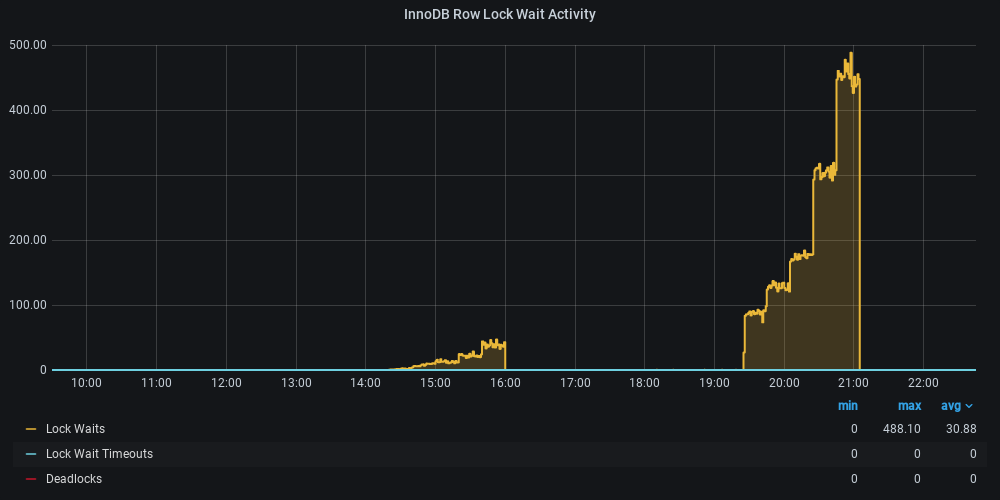 InnoDB Row Lock Wait Activity
500.00
400.00
300.00
200.00
100.00
0
10:00 11:00 12:00 13:00 14:00 15:00 16:00 17:00 18:00 19:00 20:00 21:00 22:00
min max avg
Lock Waits 0 488.10 30.88
Lock Wait Timeouts 0 0 0
Deadlocks 0 0 0